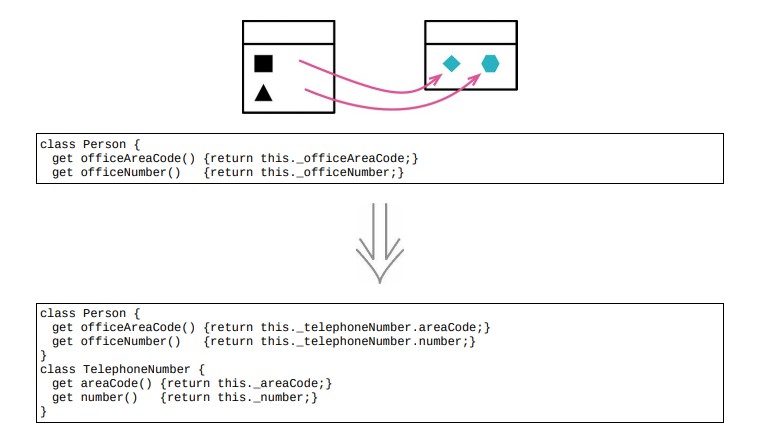 class Person {
  get officeAreaCode() {return this._officeAreaCode;}
  get officeNumber()   {return this._officeNumber;}
class Person {
  get officeAreaCode() {return this._telephoneNumber.areaCode;}
  get officeNumber()   {return this._telephoneNumber.number;}
}
class TelephoneNumber {
  get areaCode() {return this._areaCode;}
  get number()   {return this._number;}
}